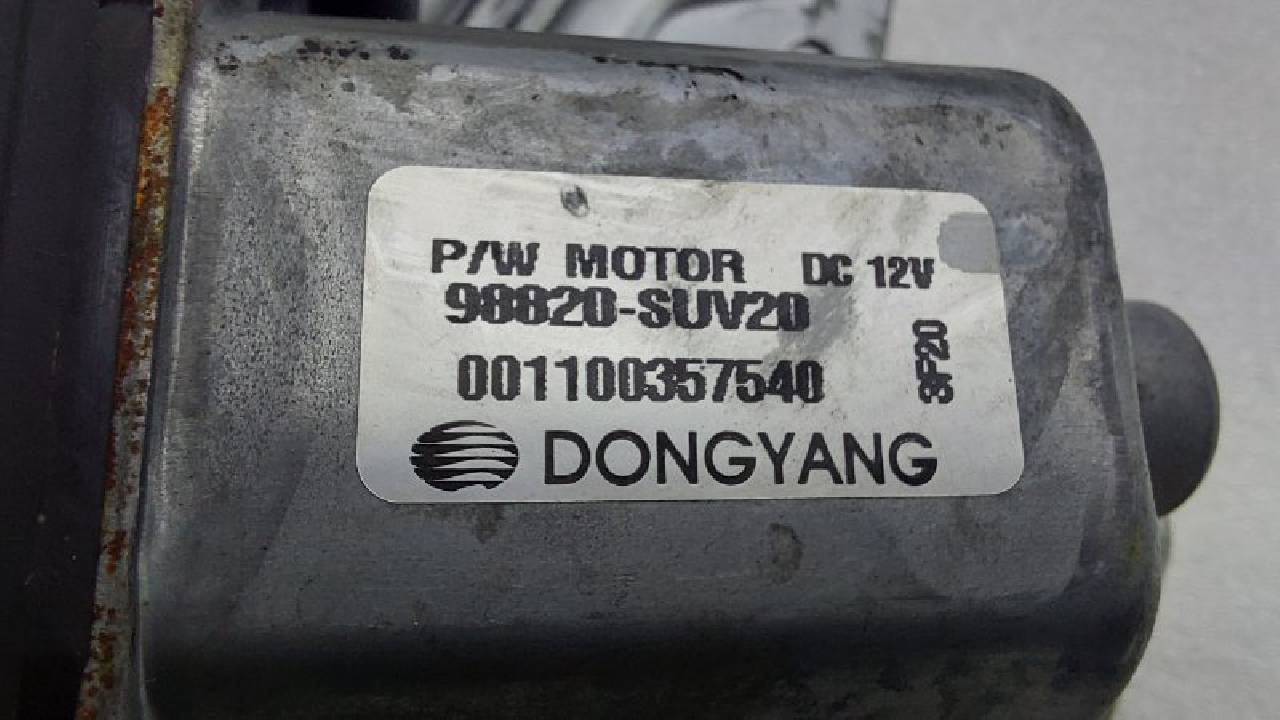 P/W MOTOR DC 12V
98820-SUV20
001100357540
3F20
DONGYANG